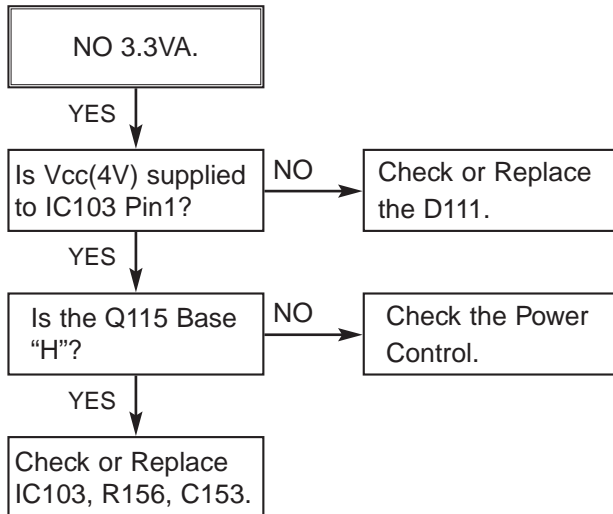 NO 3.3VA.
YES
Is Vcc(4V) supplied
to IC103 Pin1?
NO
Check or Replace
the D111.
YES
Is the Q115 Base
“H”?
NO
Check the Power
Control.
YES
Check or Replace
IC103, R156, C153.